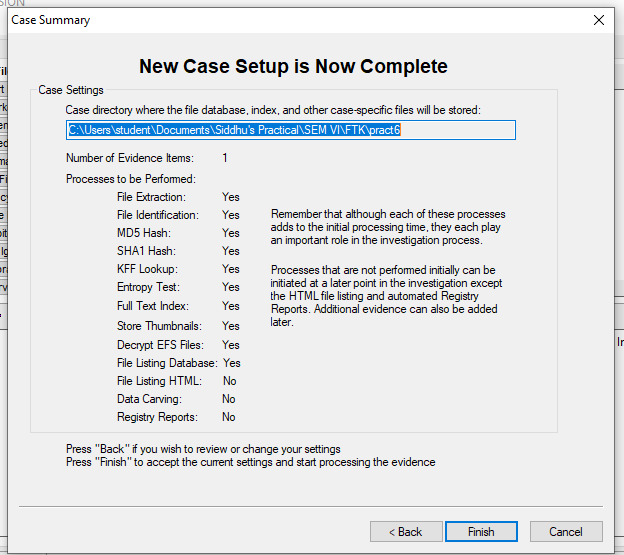 SION
Case Summary
New Case Setup is Now Complete
Case Settings
Case directory where the file database, index, and other case-specific files will be stored:
C:\Users\student\Documents\Siddhu's Practical\SEM VI\FTK\pract6
Number of Evidence Items: 1
Processes to be Performed:
File Extraction: Yes
File Identification: Yes
MD5 Hash: Yes
SHA1 Hash: Yes
KFF Lookup: Yes
Entropy Test: Yes
Full Text Index: Yes
Store Thumbnails: Yes
Decrypt EFS Files: Yes
File Listing Database: Yes
File Listing HTML: No
Data Carving: No
Registry Reports: No
Remember that although each of these processes
adds to the initial processing time, they each play
an important role in the investigation process.
Processes that are not performed initially can be
initiated at a later point in the investigation except
the HTML file listing and automated Registry
Reports. Additional evidence can also be added
later.
Press "Back" if you wish to review or change your settings
Press "Finish" to accept the current settings and start processing the evidence
< Back
Finish
Cancel